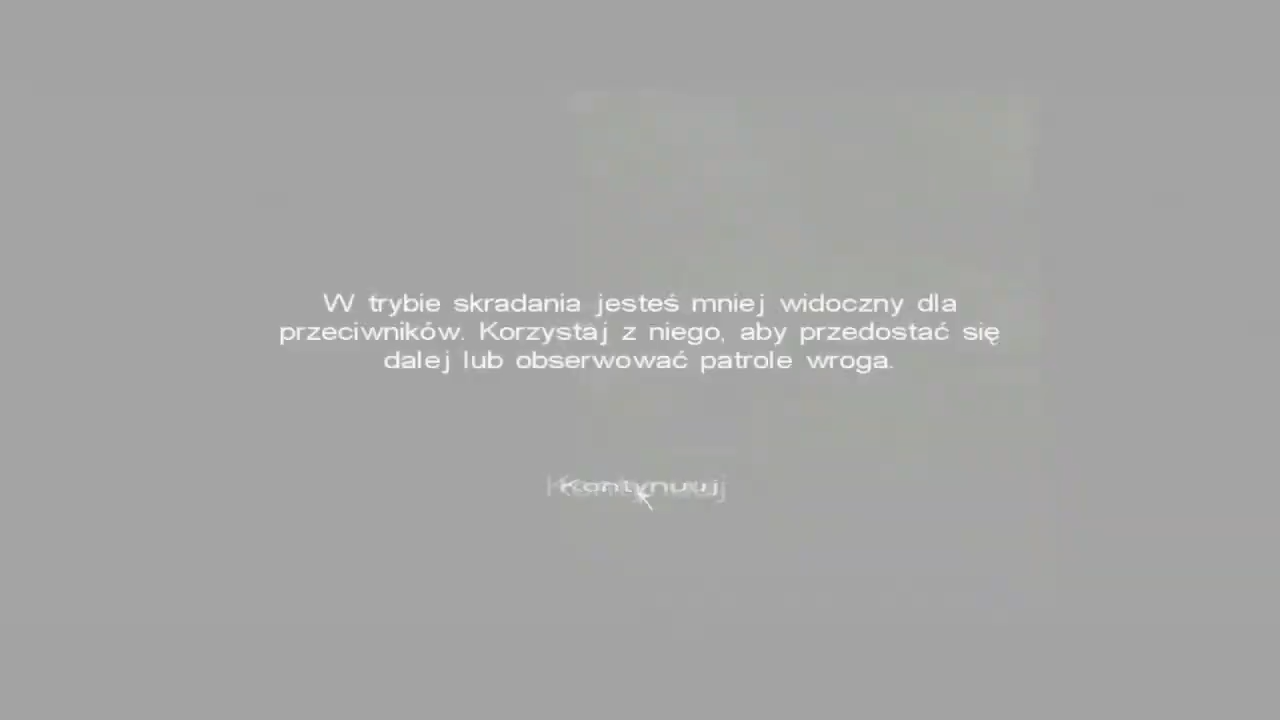 W trybie skradania jesteś mniej widoczny dla
przeciwników. Korzystaj z niego, aby przedostać się
dalej lub obserwować patrole wroga.
Kontynuuj